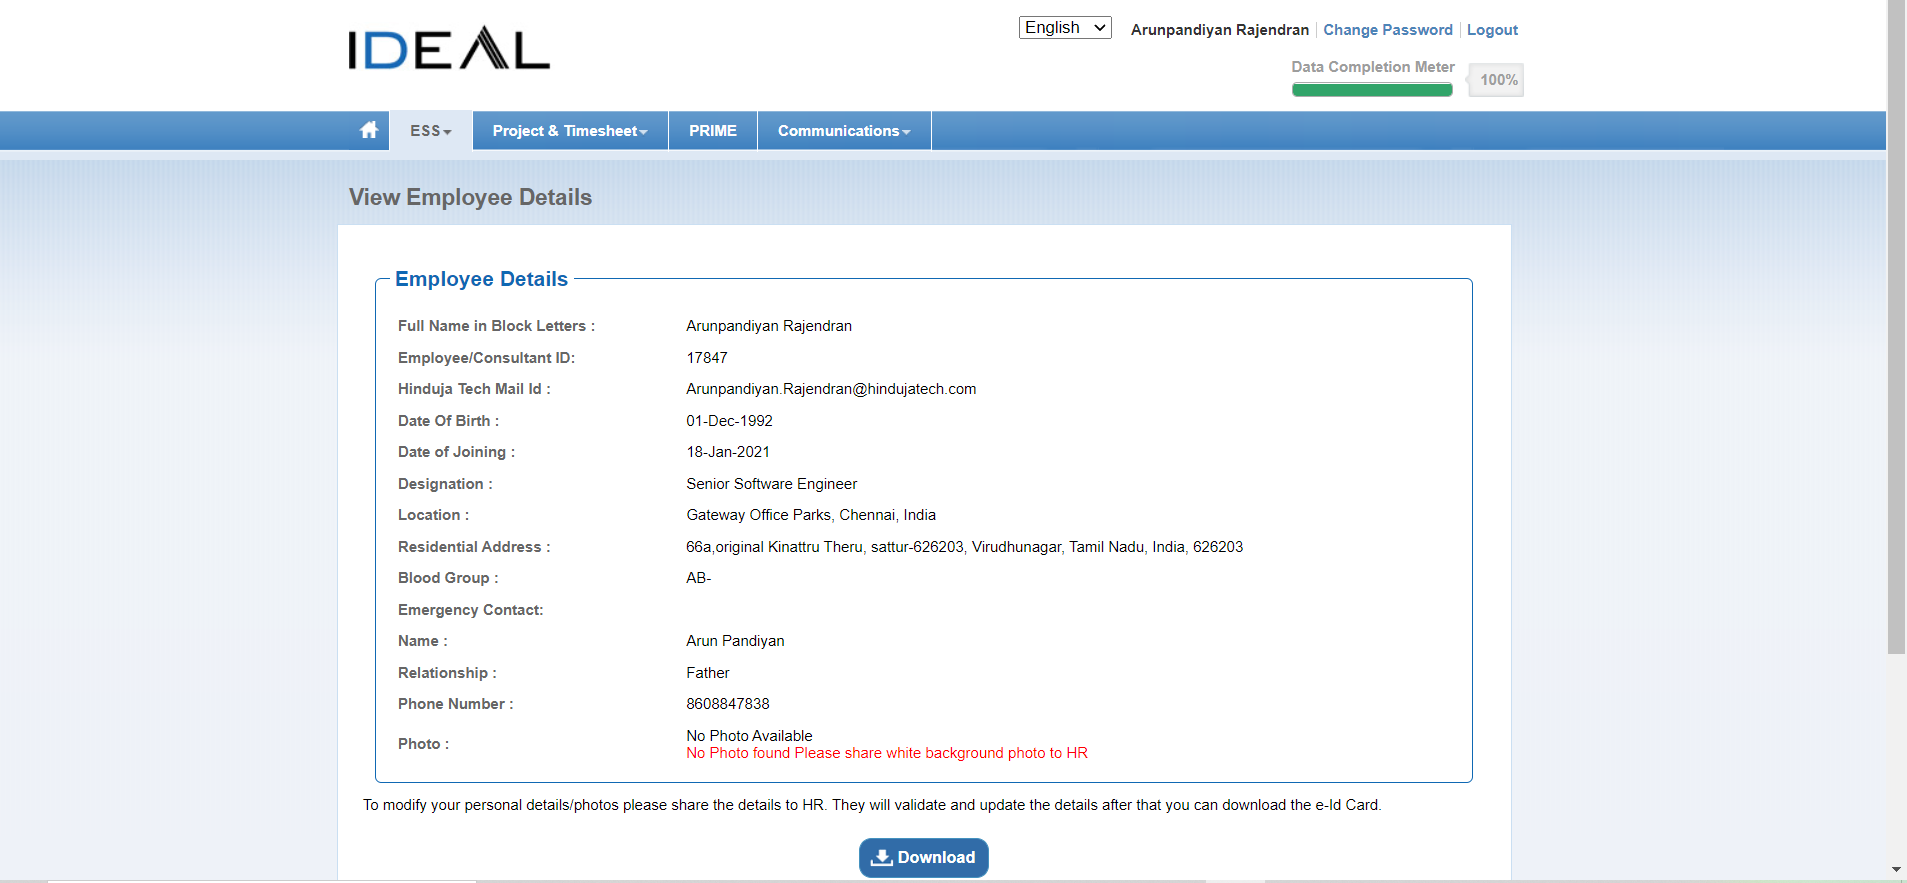 IDEAL
English
Arunpandiyan Rajendran
Change Password
Logout
Data Completion Meter
100%
ESS
Project & Timesheet
PRIME
Communications
View Employee Details
Employee Details
Full Name in Block Letters : Arunpandiyan Rajendran
Employee/Consultant ID: 17847
Hinduja Tech Mail Id : Arunpandiyan.Rajendran@hindujatech.com
Date Of Birth : 01-Dec-1992
Date of Joining : 18-Jan-2021
Designation : Senior Software Engineer
Location : Gateway Office Parks, Chennai, India
Residential Address : 66a,original Kinattru Theru, sattur-626203, Virudhunagar, Tamil Nadu, India, 626203
Blood Group : AB-
Emergency Contact:
Name : Arun Pandiyan
Relationship : Father
Phone Number : 8608847838
Photo : No Photo Available
No Photo found Please share white background photo to HR
To modify your personal details/photos please share the details to HR. They will validate and update the details after that you can download the e-Id Card.
Download